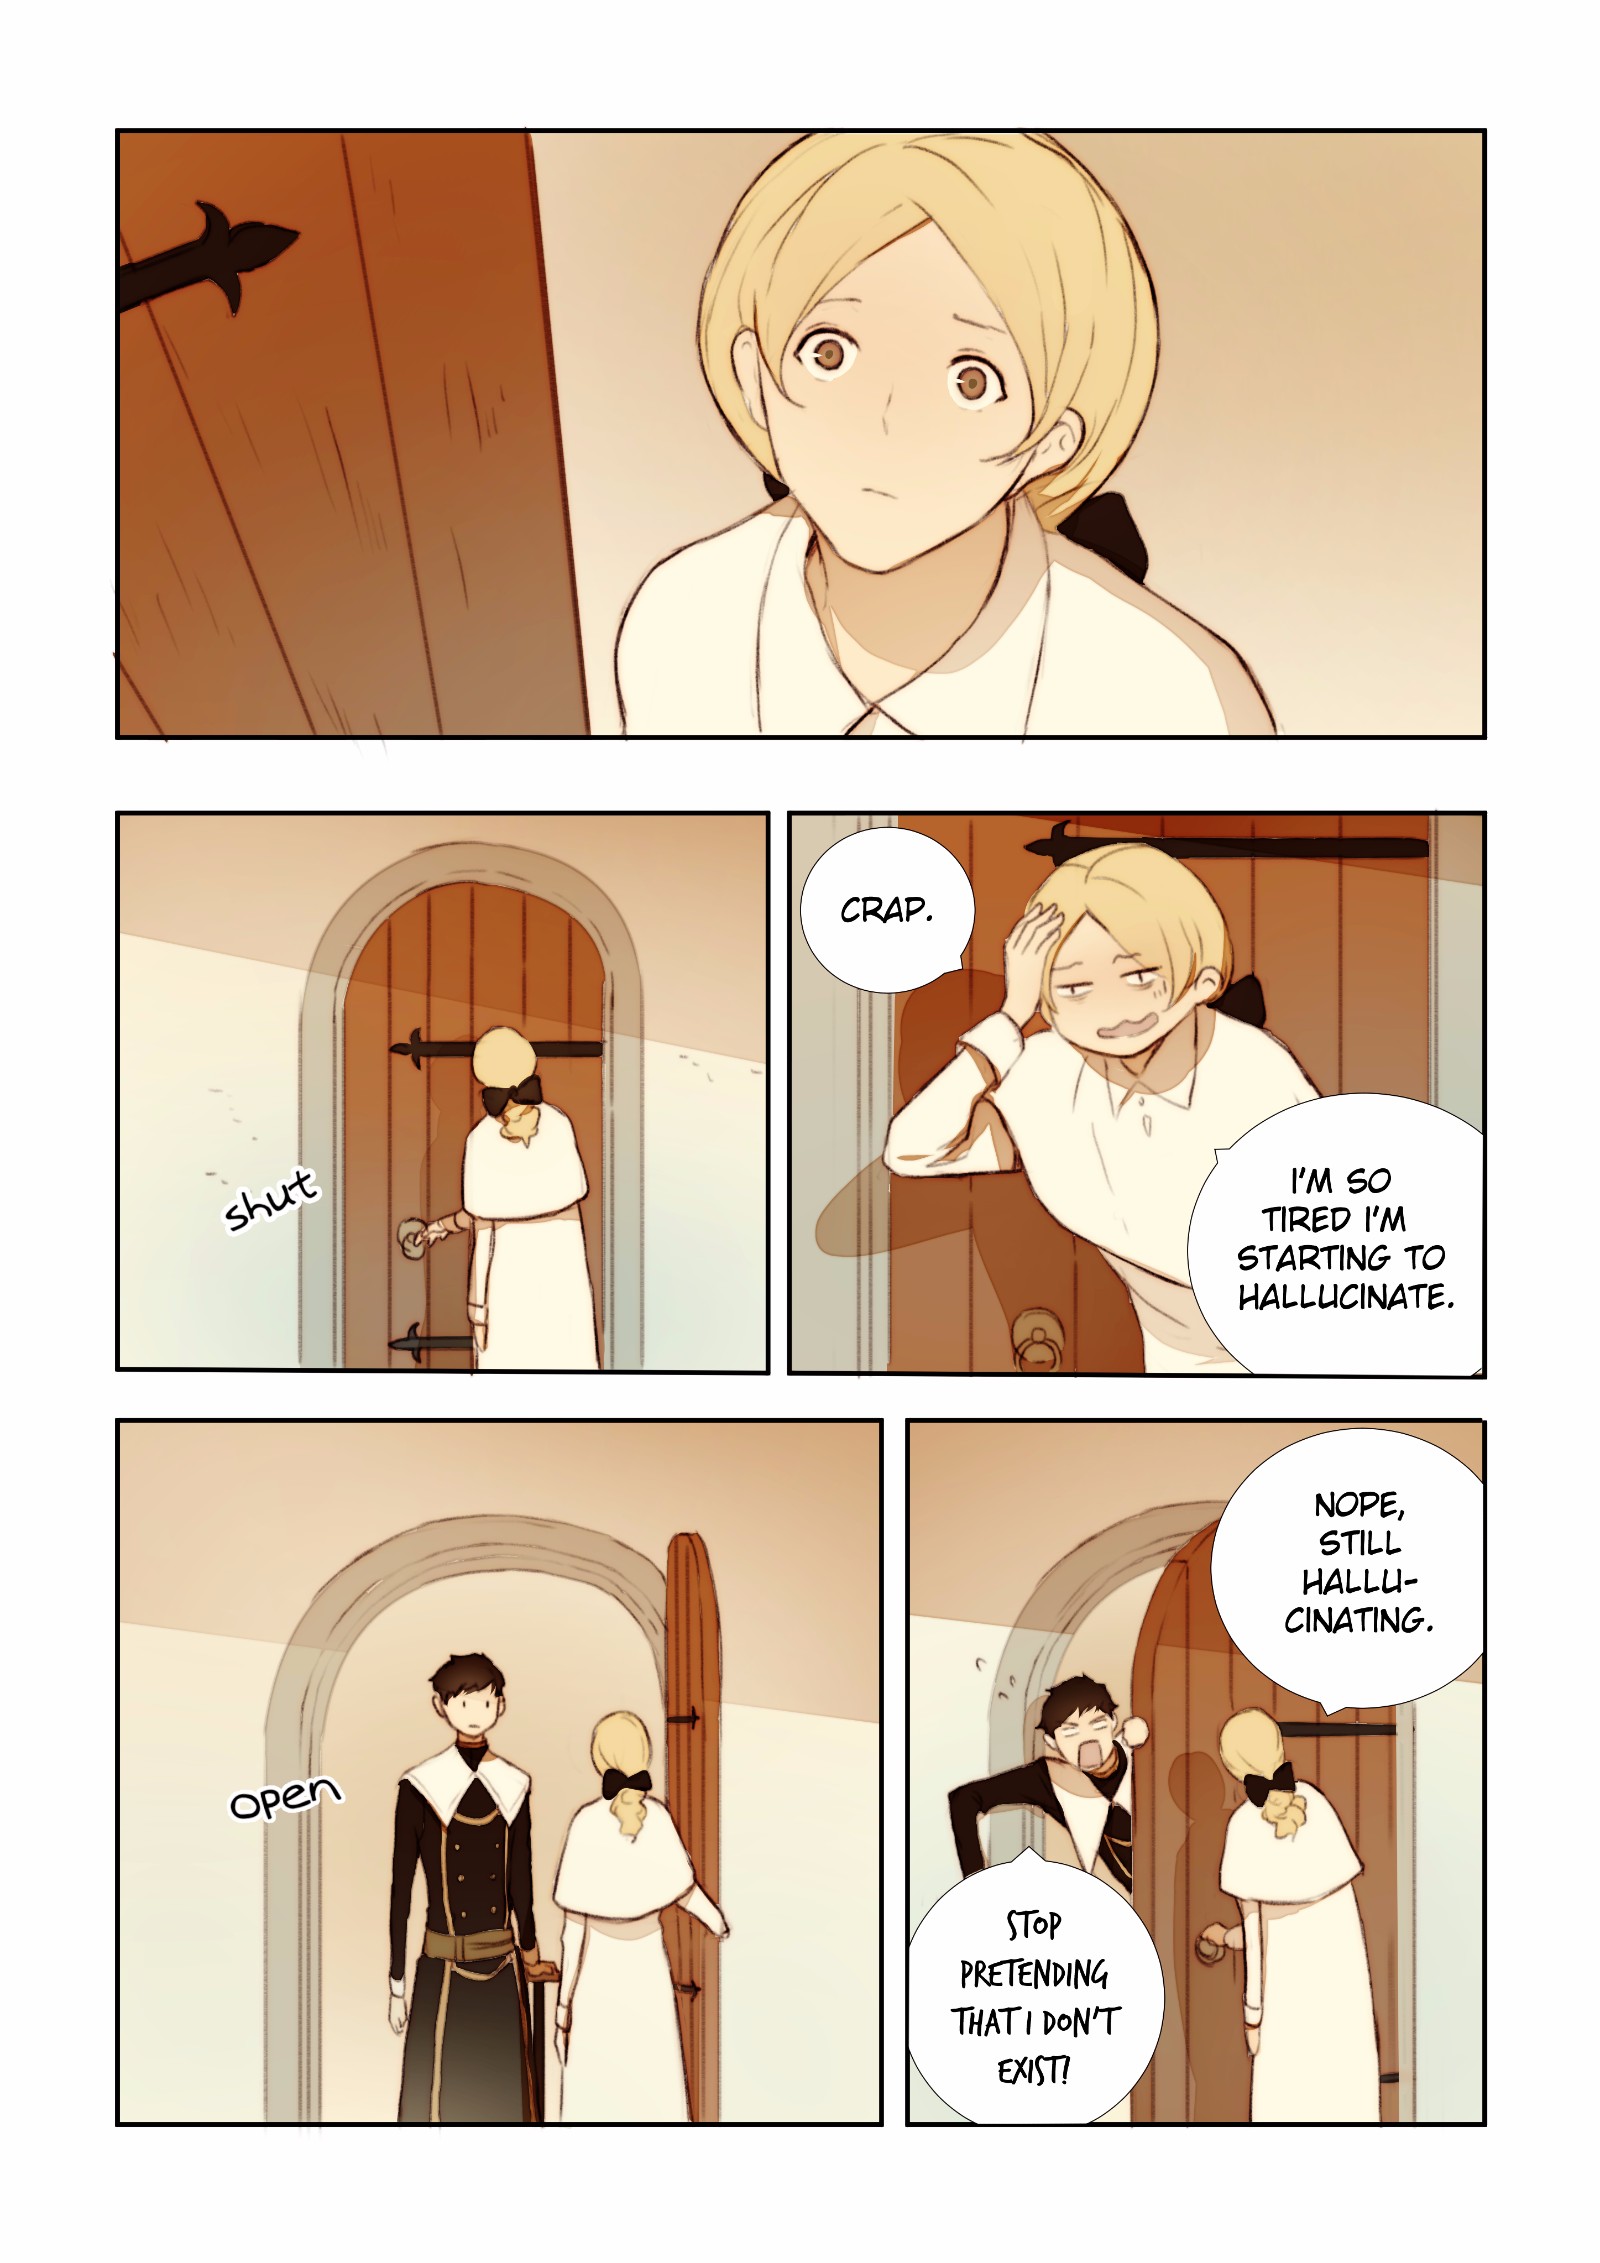 shut
CRAP.
I'M SO
TIRED I'M
STARTING TO
HALLUCINATE.
open
NOPE,
STILL
HALLU-
CINATING.
STOP
PRETENDING
THAT I DON'T
EXIST!